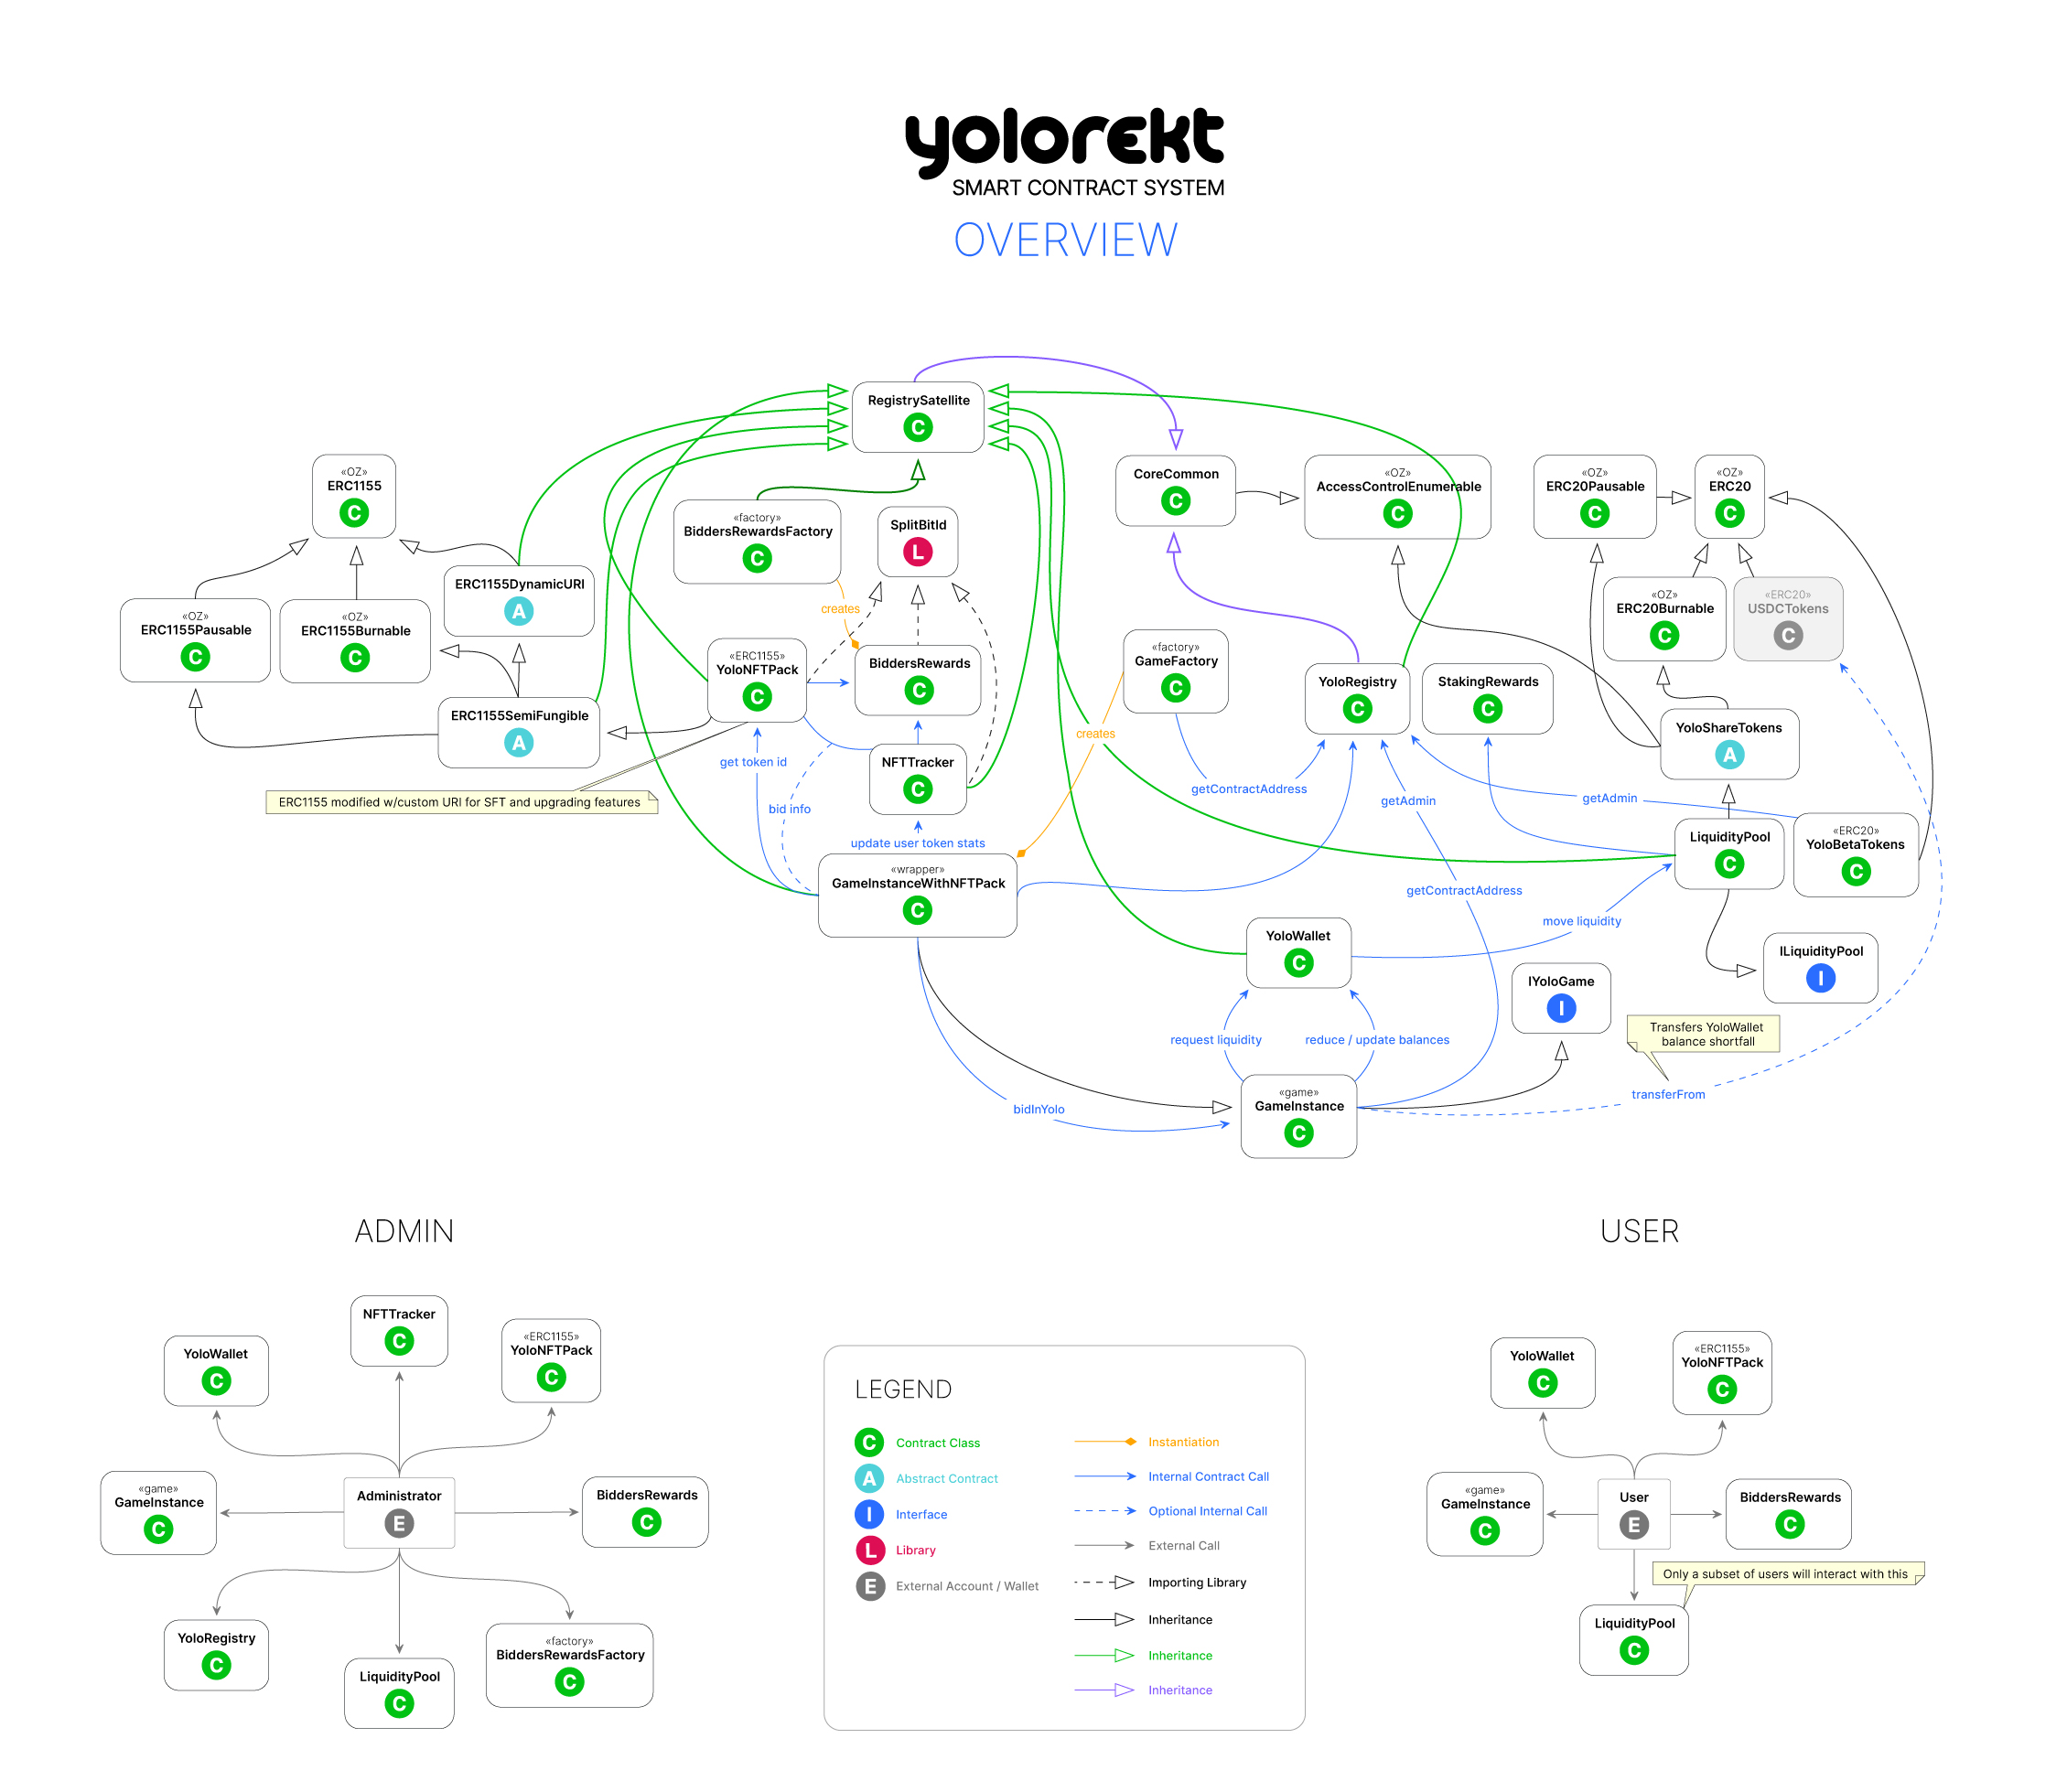 yolorekt
SMART CONTRACT SYSTEM
OVERVIEW
RegistrySatellite
C
«OZ»
ERC1155
C
«factory»
BiddersRewardsFactory
C
SplitBitId
L
CoreCommon
C
«OZ»
AccessControlEnumerable
C
«OZ»
ERC20Pausable
C
«OZ»
ERC20
C
ERC1155DynamicURI
A
«OZ»
ERC1155Pausable
C
«OZ»
ERC1155Burnable
C
creates
«OZ»
ERC20Burnable
C
«ERC20»
USDCTokens
C
«ERC1155»
YoloNFTPack
C
BiddersRewards
C
«factory»
GameFactory
C
YoloRegistry
C
StakingRewards
C
ERC1155SemiFungible
A
YoloShareTokens
A
creates
get token id
NFTTracker
C
getContractAddress
getAdmin
getAdmin
ERC1155 modified w/custom URI for SFT and upgrading features
bid info
update user token stats
LiquidityPool
C
«ERC20»
YoloBetaTokens
C
«wrapper»
GameInstanceWithNFTPack
C
getContractAddress
move liquidity
YoloWallet
C
ILiquidityPool
I
IYoloGame
I
request liquidity
reduce / update balances
Transfers YoloWallet
balance shortfall
transferFrom
bidInYolo
«game»
GameInstance
C
ADMIN
NFTTracker
C
YoloWallet
C
«ERC1155»
YoloNFTPack
C
«game»
GameInstance
C
Administrator
E
BiddersRewards
C
YoloRegistry
C
LiquidityPool
C
«factory»
BiddersRewardsFactory
C
LEGEND
C Contract Class
A Abstract Contract
I Interface
L Library
E External Account / Wallet
Instantiation
Internal Contract Call
Optional Internal Call
External Call
Importing Library
Inheritance
Inheritance
Inheritance
USER
YoloWallet
C
«ERC1155»
YoloNFTPack
C
«game»
GameInstance
C
User
E
BiddersRewards
C
Only a subset of users will interact with this
LiquidityPool
C